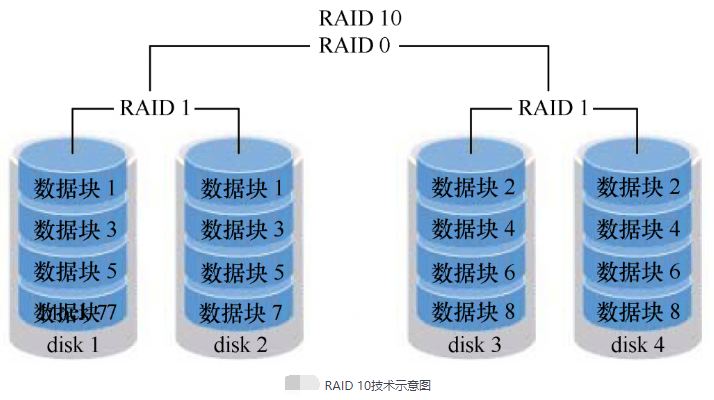 RAID 10
RAID 0
RAID 1
RAID 1
数据块 1
数据块 1
数据块 2
数据块 2
数据块 3
数据块 3
数据块 4
数据块 4
数据块 5
数据块 5
数据块 6
数据块 6
数据块 7
数据块 8
数据块 8
disk 1
disk 2
disk 3
disk 4
RAID 10技术示意图